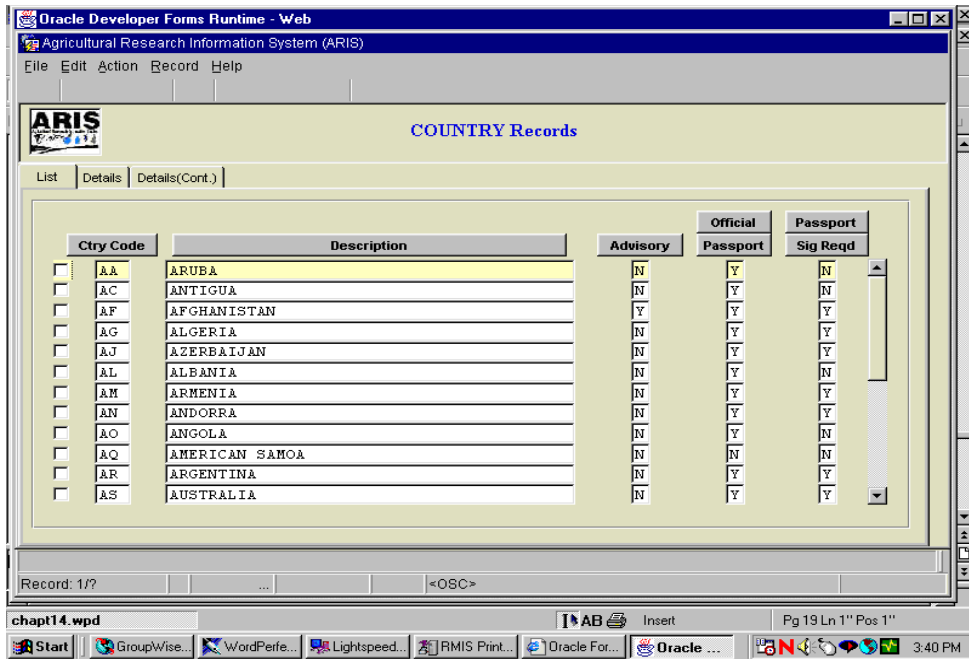 Oracle Developer Forms Runtime - Web
Agricultural Research Information System (ARIS)
File Edit Action Record Help
ARIS
COUNTRY Records
List Details Details(Cont.)
Official Passport
Ctry Code Description Advisory Passport Sig Reqd
AA ARUBA N Y N
AC ANTIGUA N Y N
AF AFGHANISTAN Y Y Y
AG ALGERIA N Y Y
AJ AZERBAIJAN N Y Y
AL ALBANIA N Y N
AM ARMENIA N Y Y
AN ANDORRA N Y Y
AO ANGOLA N Y N
AQ AMERICAN SAMOA N N N
AR ARGENTINA N Y Y
AS AUSTRALIA N Y Y
Record: 1/? ... <OSC>
chapt14.wpd AB Insert Pg 19 Ln 1" Pos 1"
Start GroupWise... WordPerfe... Lightspeed... RMIS Print... Oracle For... Oracle ... 3:40 PM